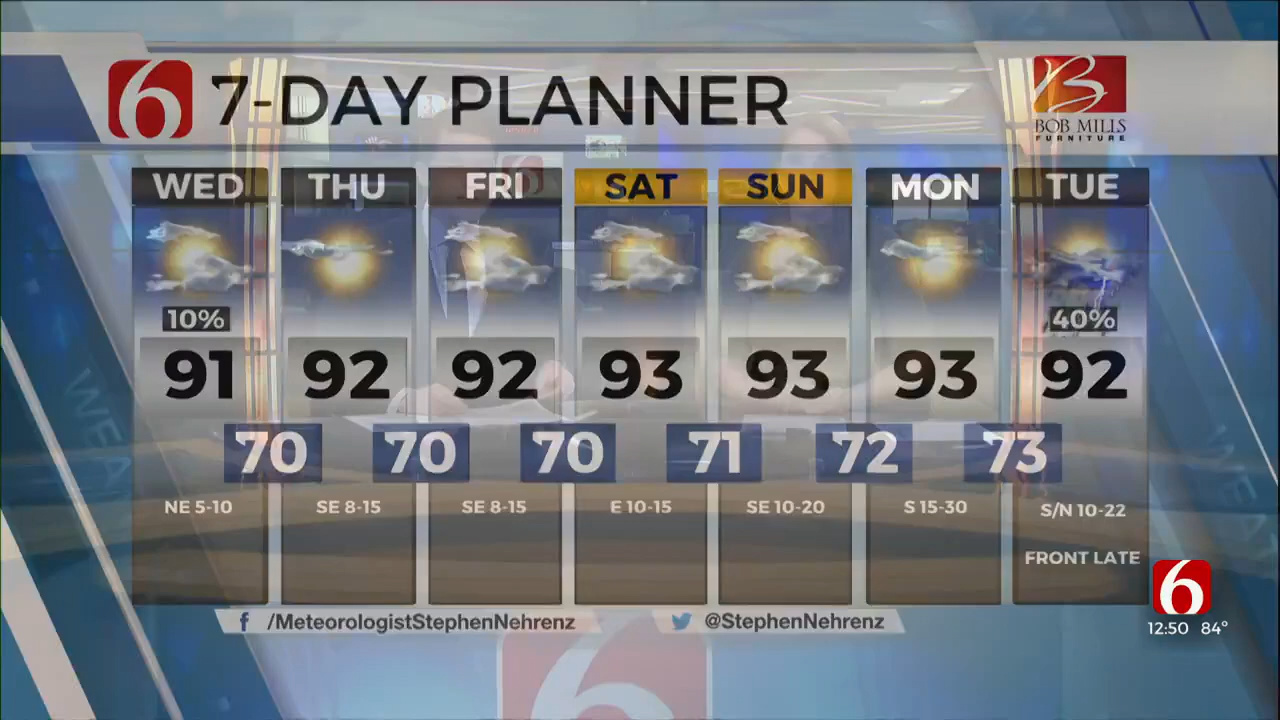 6 7-DAY PLANNER
B
BOB MILLS
FURNITURE
WED THU FRI SAT SUN MON TUE
10% 40%
91 92 92 93 93 93 92
70 70 70 71 72 73
NE 5-10 SE 8-15 SE 8-15 E 10-15 SE 10-20 S 15-30 S/N 10-22
FRONT LATE
f /MeteorologistStephenNehrenz @StephenNehrenz
6
12:50 84°
6